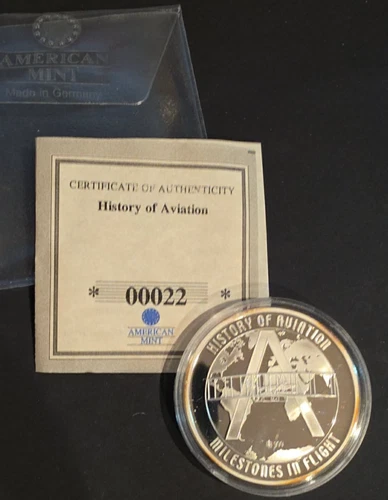 AMERICAN
MINT
Made in Germany
CERTIFICATE OF AUTHENTICITY
History of Aviation
* 00022 *
AMERICAN
MINT
HISTORY OF AVIATION
MILESTONES IN FLIGHT